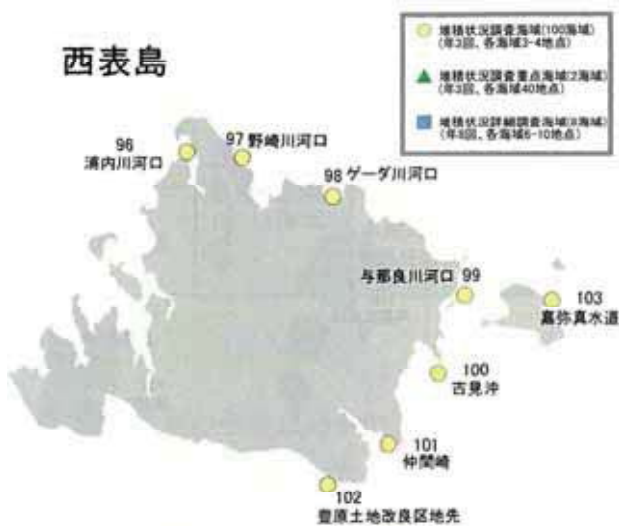 西表島
堆積状況調査海域(100海域)
(年3回、各海域3-4地点)
堆積状況調査重点海域(2海域)
(年3回、各海域40地点)
堆積状況詳細調査海域(8海域)
(年8回、各海域6-10地点)
96
浦内川河口
97 野崎川河口
98 ゲーダ川河口
与那良川河口 99
103
嘉弥真水道
100
古見沖
101
仲間崎
102
豊原土地改良区地先